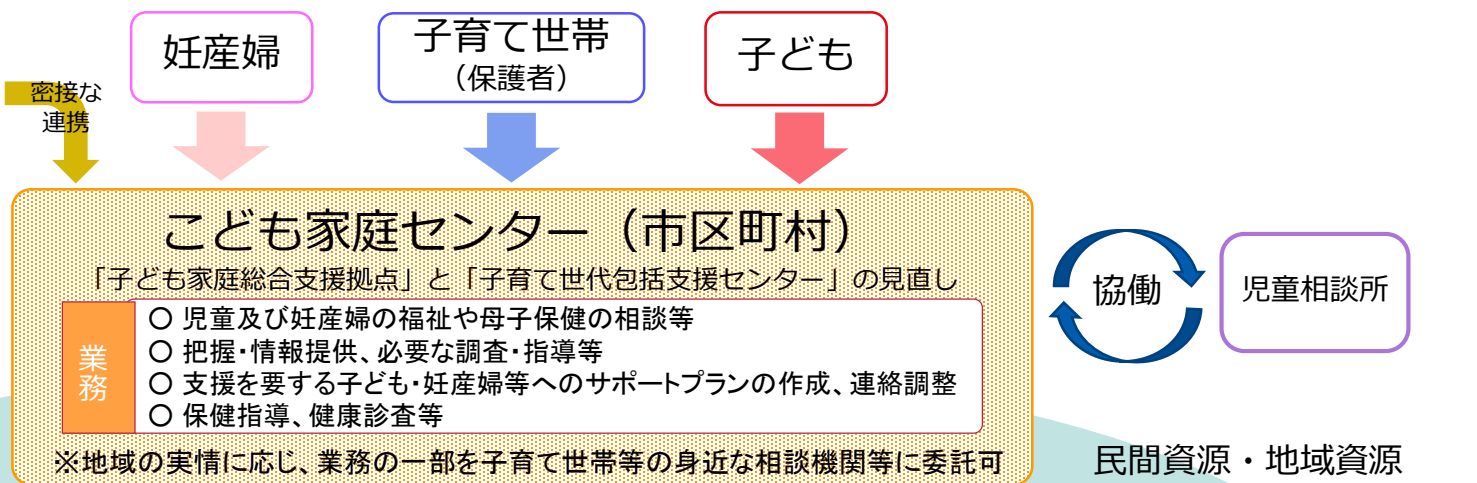 妊産婦
子育て世帯
（保護者）
子ども
密接な
連携
こども家庭センター（市区町村）
「子ども家庭総合支援拠点」と「子育て世代包括支援センター」の見直し
業務
○ 児童及び妊産婦の福祉や母子保健の相談等
○ 把握・情報提供、必要な調査・指導等
○ 支援を要する子ども・妊産婦等へのサポートプランの作成、連絡調整
○ 保健指導、健康診査等
※地域の実情に応じ、業務の一部を子育て世帯等の身近な相談機関等に委託可
協働
児童相談所
民間資源・地域資源